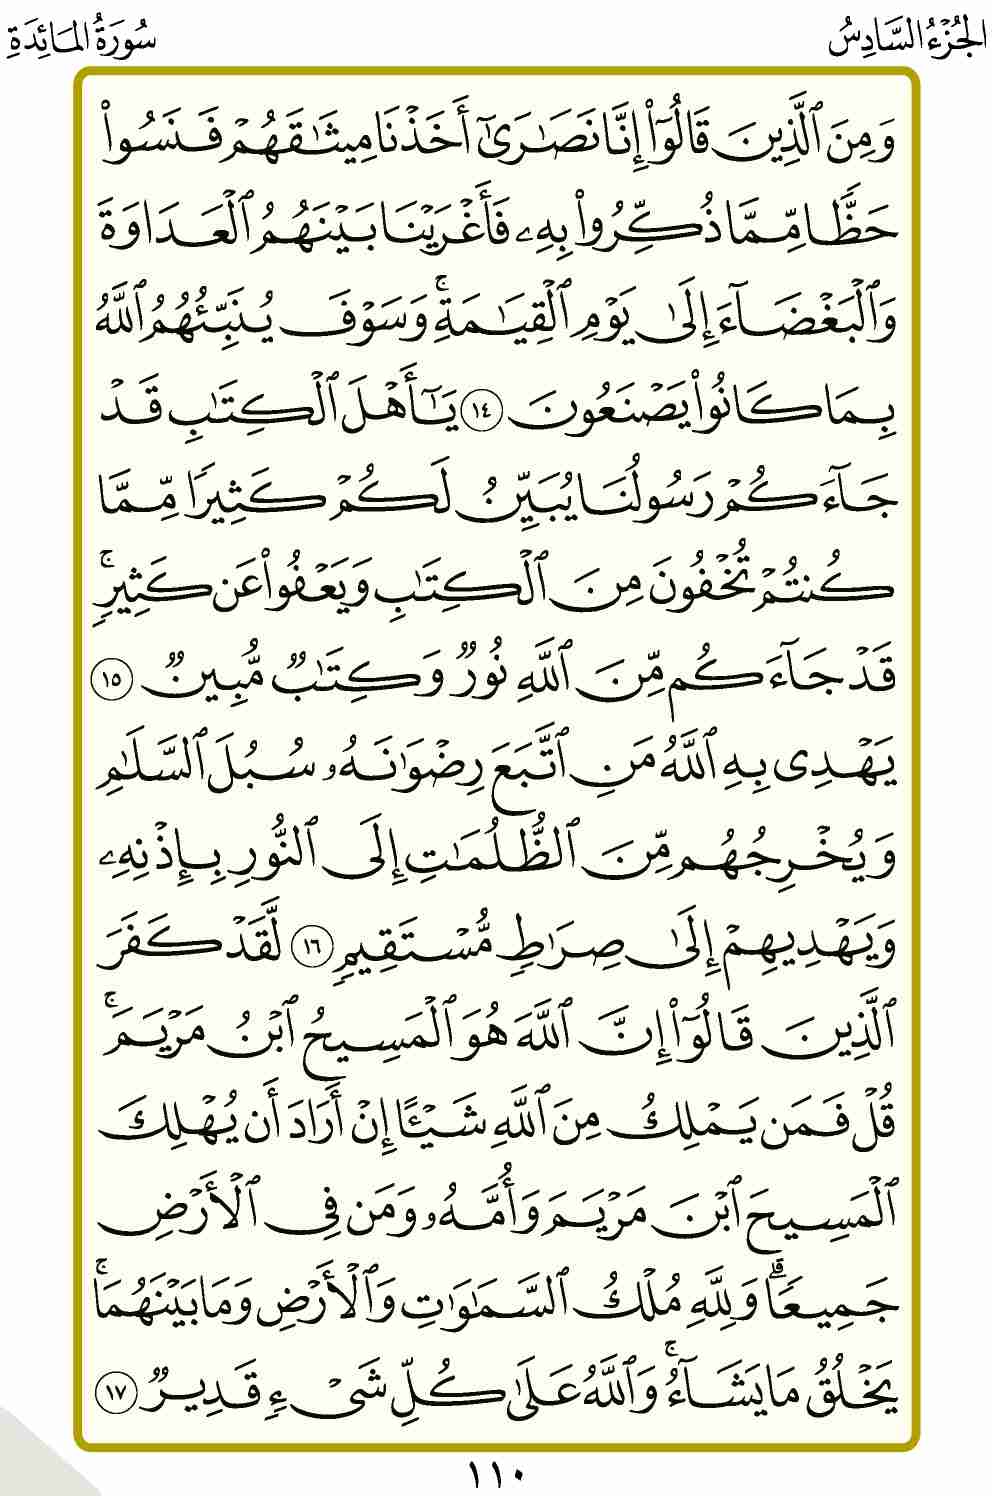 الجُزْءُ السَّادِسُ
سُورَةُ المَائِدَةِ
وَمِنَ ٱلَّذِينَ قَالُوٓا۟ إِنَّا نَصَـٰرَىٰٓ أَخَذْنَا مِيثَـٰقَهُمْ فَنَسُوا۟
حَظًّا مِّمَّا ذُكِّرُوا۟ بِهِۦ فَأَغْرَيْنَا بَيْنَهُمُ ٱلْعَدَاوَةَ
وَٱلْبَغْضَآءَ إِلَىٰ يَوْمِ ٱلْقِيَـٰمَةِ ۚ وَسَوْفَ يُنَبِّئُهُمُ ٱللَّهُ
بِمَا كَانُوا۟ يَصْنَعُونَ ١٤ يَـٰٓأَهْلَ ٱلْكِتَـٰبِ قَدْ
جَآءَكُمْ رَسُولُنَا يُبَيِّنُ لَكُمْ كَثِيرًا مِّمَّا
كُنتُمْ تُخْفُونَ مِنَ ٱلْكِتَـٰبِ وَيَعْفُوا۟ عَن كَثِيرٍ ۚ
قَدْ جَآءَكُم مِّنَ ٱللَّهِ نُورٌ وَكِتَـٰبٌ مُّبِينٌ ١٥
يَهْدِى بِهِ ٱللَّهُ مَنِ ٱتَّبَعَ رِضْوَٰنَهُۥ سُبُلَ ٱلسَّلَـٰمِ
وَيُخْرِجُهُم مِّنَ ٱلظُّلُمَـٰتِ إِلَى ٱلنُّورِ بِإِذْنِهِۦ
وَيَهْدِيهِمْ إِلَىٰ صِرَٰطٍ مُّسْتَقِيمٍ ١٦ لَّقَدْ كَفَرَ
ٱلَّذِينَ قَالُوٓا۟ إِنَّ ٱللَّهَ هُوَ ٱلْمَسِيحُ ٱبْنُ مَرْيَمَ ۚ
قُلْ فَمَن يَمْلِكُ مِنَ ٱللَّهِ شَيْـًٔا إِنْ أَرَادَ أَن يُهْلِكَ
ٱلْمَسِيحَ ٱبْنَ مَرْيَمَ وَأُمَّهُۥ وَمَن فِى ٱلْأَرْضِ
جَمِيعًا ۗ وَلِلَّهِ مُلْكُ ٱلسَّمَـٰوَٰتِ وَٱلْأَرْضِ وَمَا بَيْنَهُمَا ۚ
يَخْلُقُ مَا يَشَآءُ ۚ وَٱللَّهُ عَلَىٰ كُلِّ شَىْءٍ قَدِيرٌ ١٧
١١٠